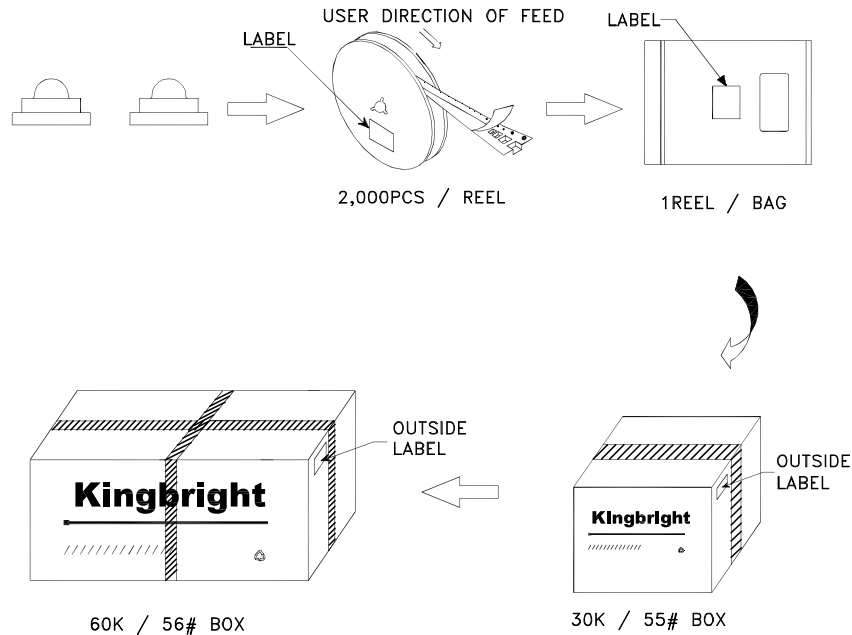 USER DIRECTION OF FEED
LABEL
LABEL
2,000PCS / REEL
1REEL / BAG
OUTSIDE
LABEL
Kingbright
60K / 56# BOX
OUTSIDE
LABEL
KIngbrIght
30K / 55# BOX